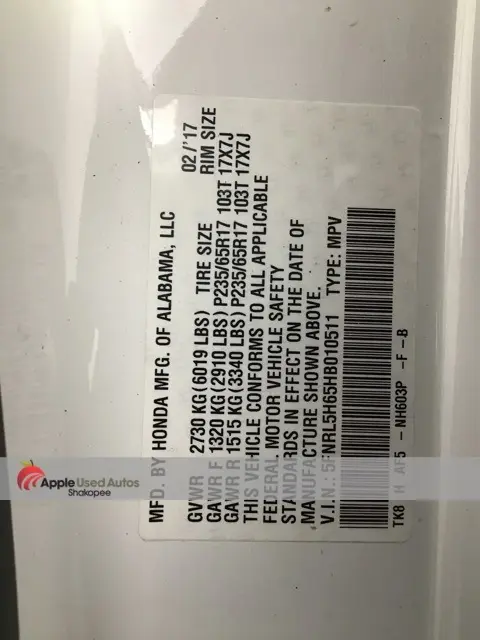 MFD. BY HONDA MFG. OF ALABAMA, LLC 02/'17
GVWR 2730 KG(6019 LBS) TIRE SIZE RIM SIZE
GAWR F 1320 KG(2910 LBS) P235/65R17 103T 17X7J
GAWR R 1515 KG(3340 LBS) P235/65R17 103T 17X7J
THIS VEHICLE CONFORMS TO ALL APPLICABLE
FEDERAL MOTOR VEHICLE SAFETY
STANDARDS IN EFFECT ON THE DATE OF
MANUFACTURE SHOWN ABOVE.
V.I.N.: 5FNRL5H65HB010511 TYPE: MPV
TK8 H AF5 - NH603P -F-B
Apple Used Autos
Shakopee